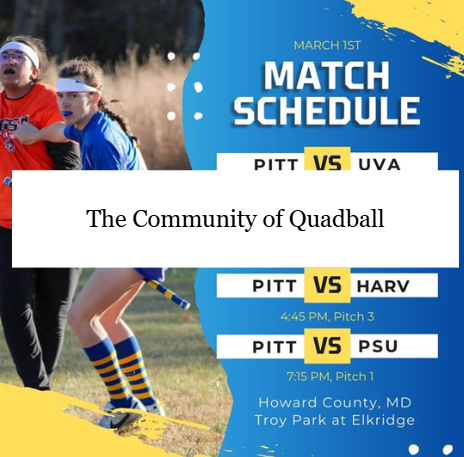 MARCH 1ST
MATCH
SCHEDULE
PITT VS UVA
The Community of Quadball
PITT VS HARV
4:45 PM, Pitch 3
PITT VS PSU
7:15 PM, Pitch 1
Howard County, MD
Troy Park at Elkridge